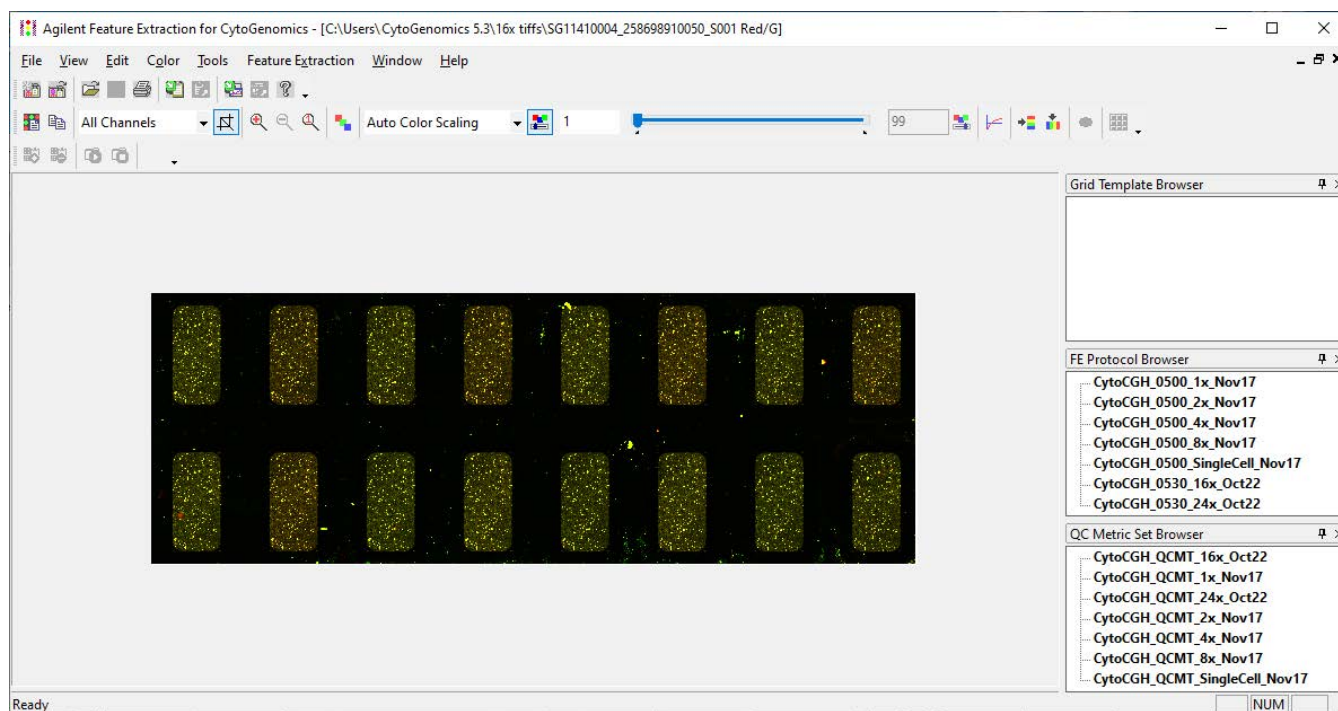 Agilent Feature Extraction for CytoGenomics - [C:\Users\CytoGenomics 5.3\16x tiffs\SG11410004_258698910050_S001 Red/G]
File View Edit Color Tools Feature Extraction Window Help
All Channels Auto Color Scaling 1 99
Grid Template Browser
FE Protocol Browser
CytoCGH_0500_1x_Nov17
CytoCGH_0500_2x_Nov17
CytoCGH_0500_4x_Nov17
CytoCGH_0500_8x_Nov17
CytoCGH_0500_SingleCell_Nov17
CytoCGH_0530_16x_Oct22
CytoCGH_0530_24x_Oct22
QC Metric Set Browser
CytoCGH_QCMT_16x_Oct22
CytoCGH_QCMT_1x_Nov17
CytoCGH_QCMT_24x_Oct22
CytoCGH_QCMT_2x_Nov17
CytoCGH_QCMT_4x_Nov17
CytoCGH_QCMT_8x_Nov17
CytoCGH_QCMT_SingleCell_Nov17
Ready NUM